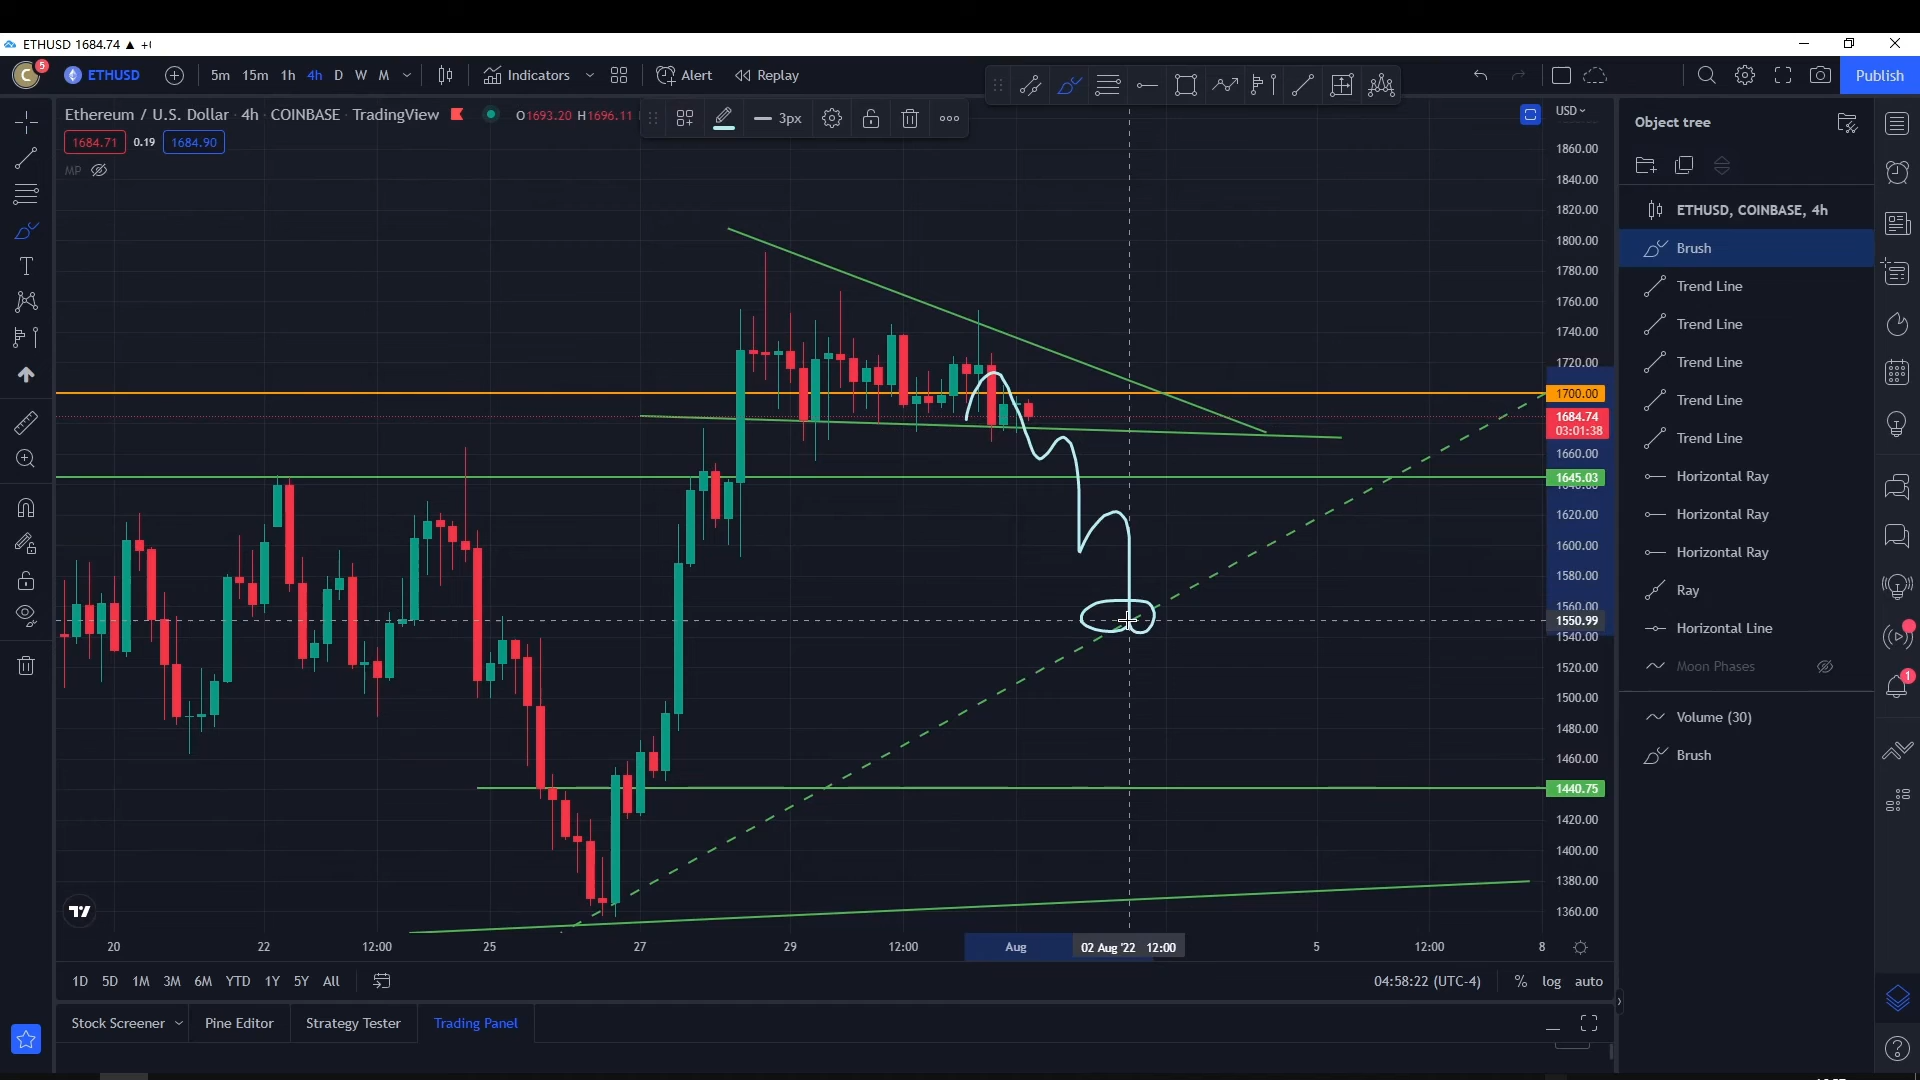 ETHUSD 1684.74 ▲
C 5 ETHUSD 5m 15m 1h 4h D W M Indicators Alert Replay Publish
Ethereum / U.S. Dollar · 4h · COINBASE · TradingView O1693.20 H1696.11
3px
1684.71 0.19 1684.90
MP
USD
1860.00
1840.00
1820.00
1800.00
1780.00
1760.00
1740.00
1720.00
1700.00
1684.74
03:01:38
1660.00
1645.03
1620.00
1600.00
1580.00
1560.00
1550.99
1540.00
1520.00
1500.00
1480.00
1460.00
1440.75
1420.00
1400.00
1380.00
1360.00
20 22 12:00 25 27 29 12:00 Aug 02 Aug '22 12:00 5 12:00 8
1D 5D 1M 3M 6M YTD 1Y 5Y All 04:58:22 (UTC-4) % log auto
Stock Screener Pine Editor Strategy Tester Trading Panel
Object tree
ETHUSD, COINBASE, 4h
Brush
Trend Line
Trend Line
Trend Line
Trend Line
Trend Line
Horizontal Ray
Horizontal Ray
Horizontal Ray
Ray
Horizontal Line
Moon Phases
Volume (30)
Brush
1